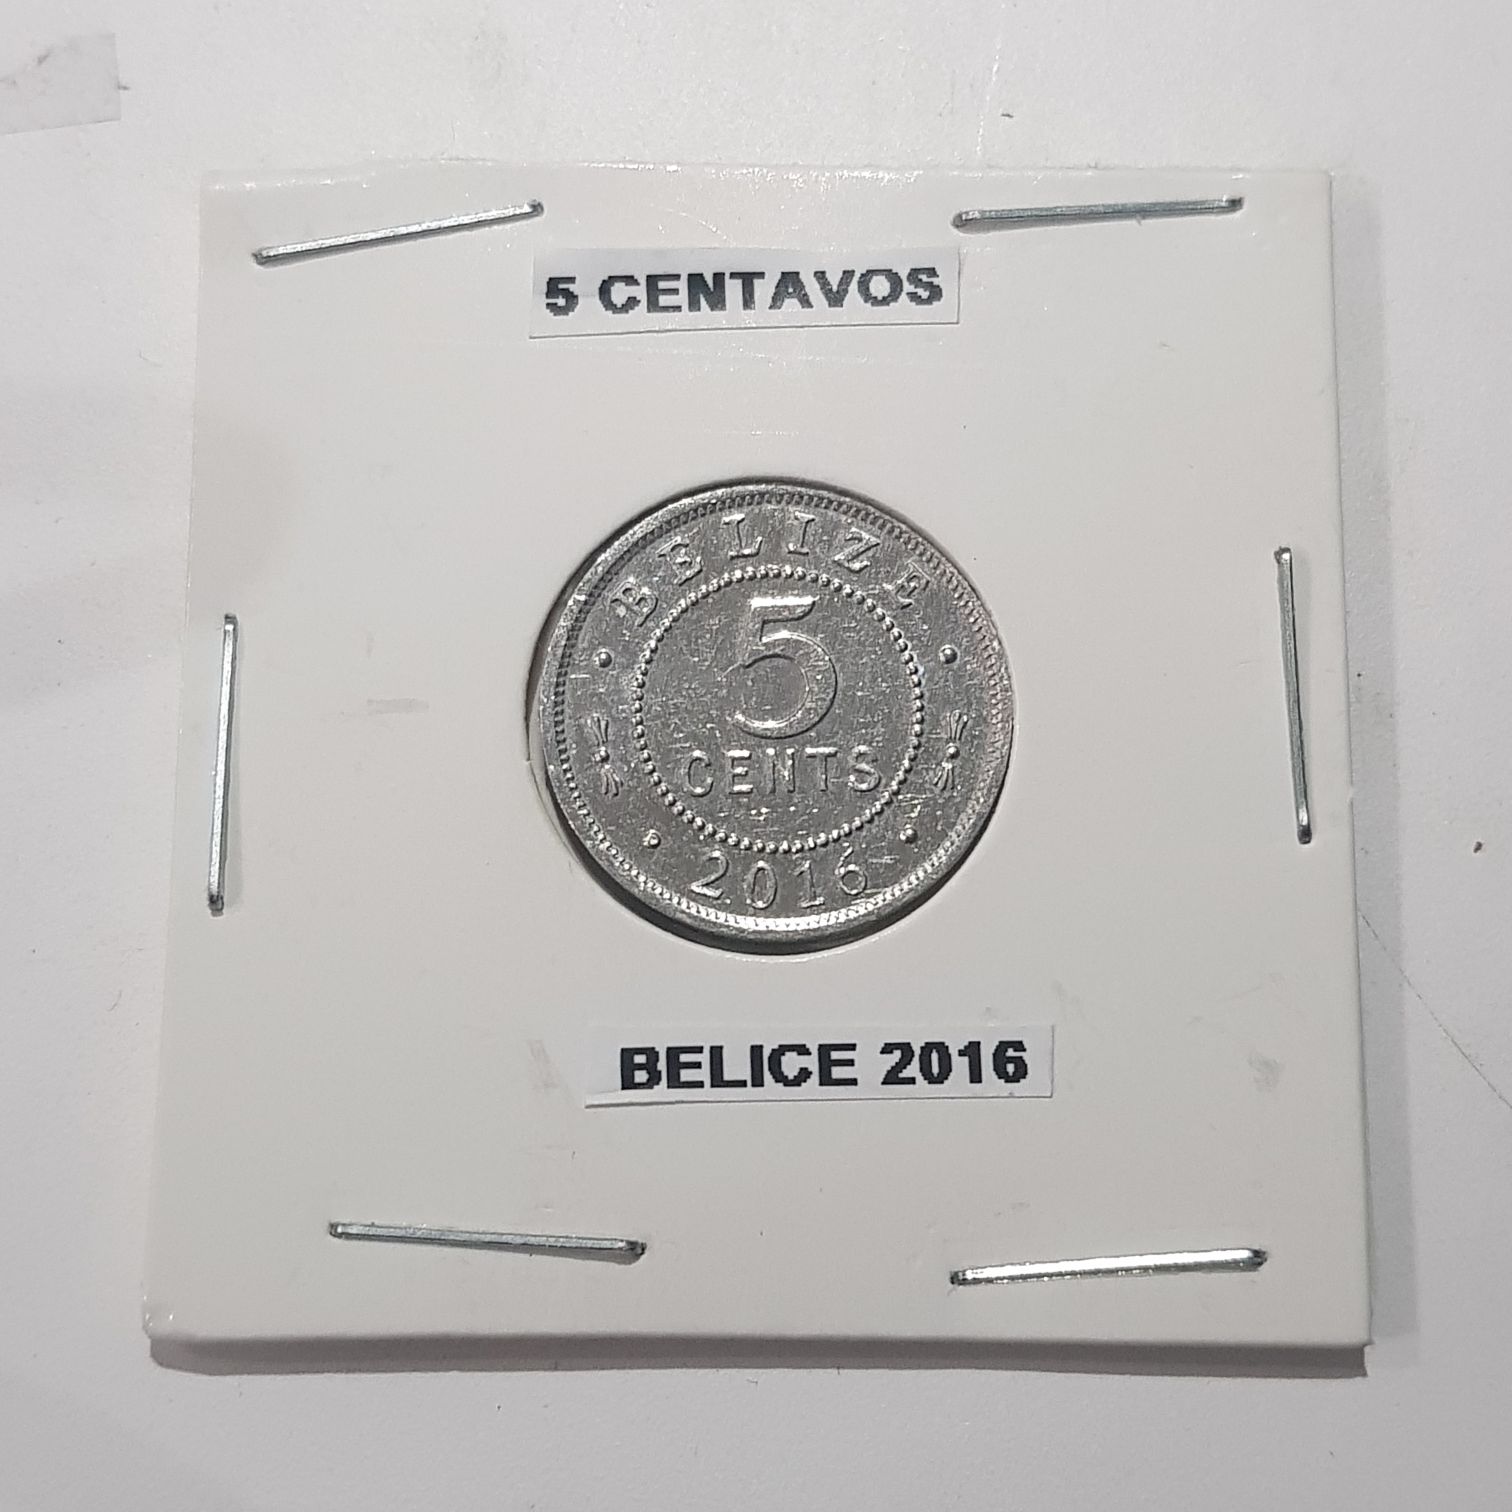 5 CENTAVOS
BELIZE
5
CENTS
2016
BELICE 2016